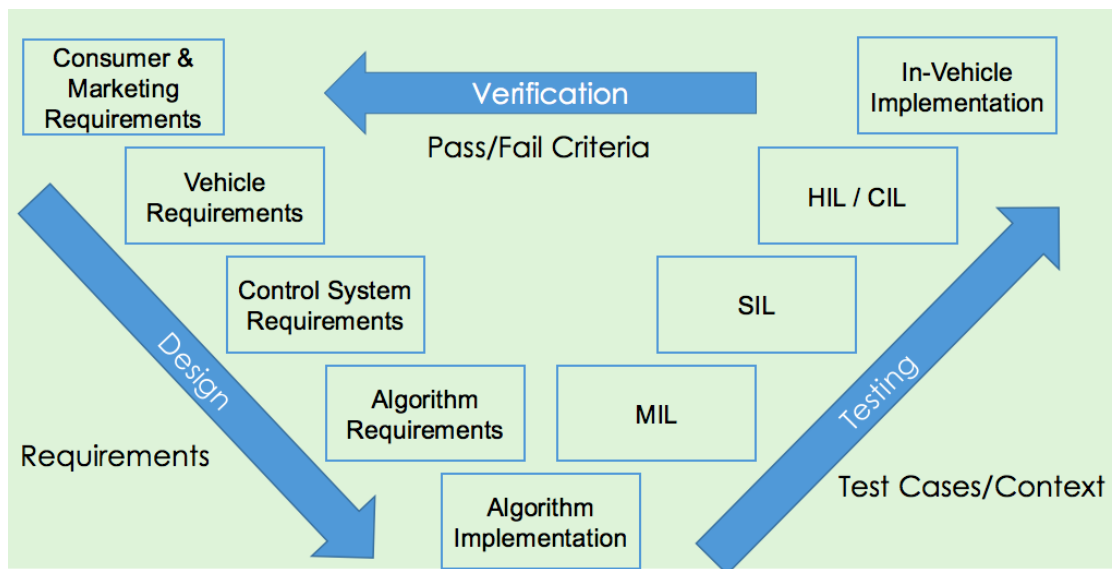 Consumer &
Marketing
Requirements
Verification
In-Vehicle
Implementation
Pass/Fail Criteria
Vehicle
Requirements
HIL / CIL
Control System
Requirements
SIL
Design
Testing
Algorithm
Requirements
MIL
Requirements
Test Cases/Context
Algorithm
Implementation